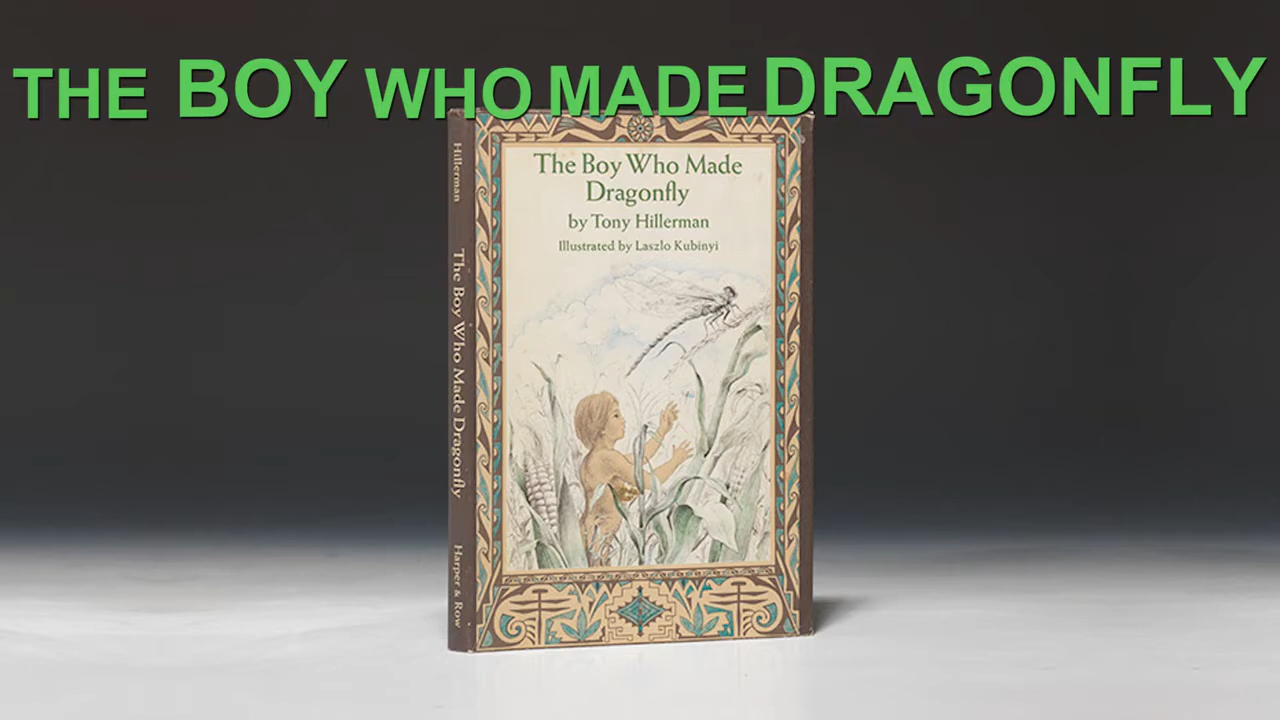 THE BOY WHO MADE DRAGONFLY
The Boy Who Made
Dragonfly
by Tony Hillerman
Illustrated by Laszlo Kubinyi
Hillerman
The Boy Who Made Dragonfly
Harper & Row